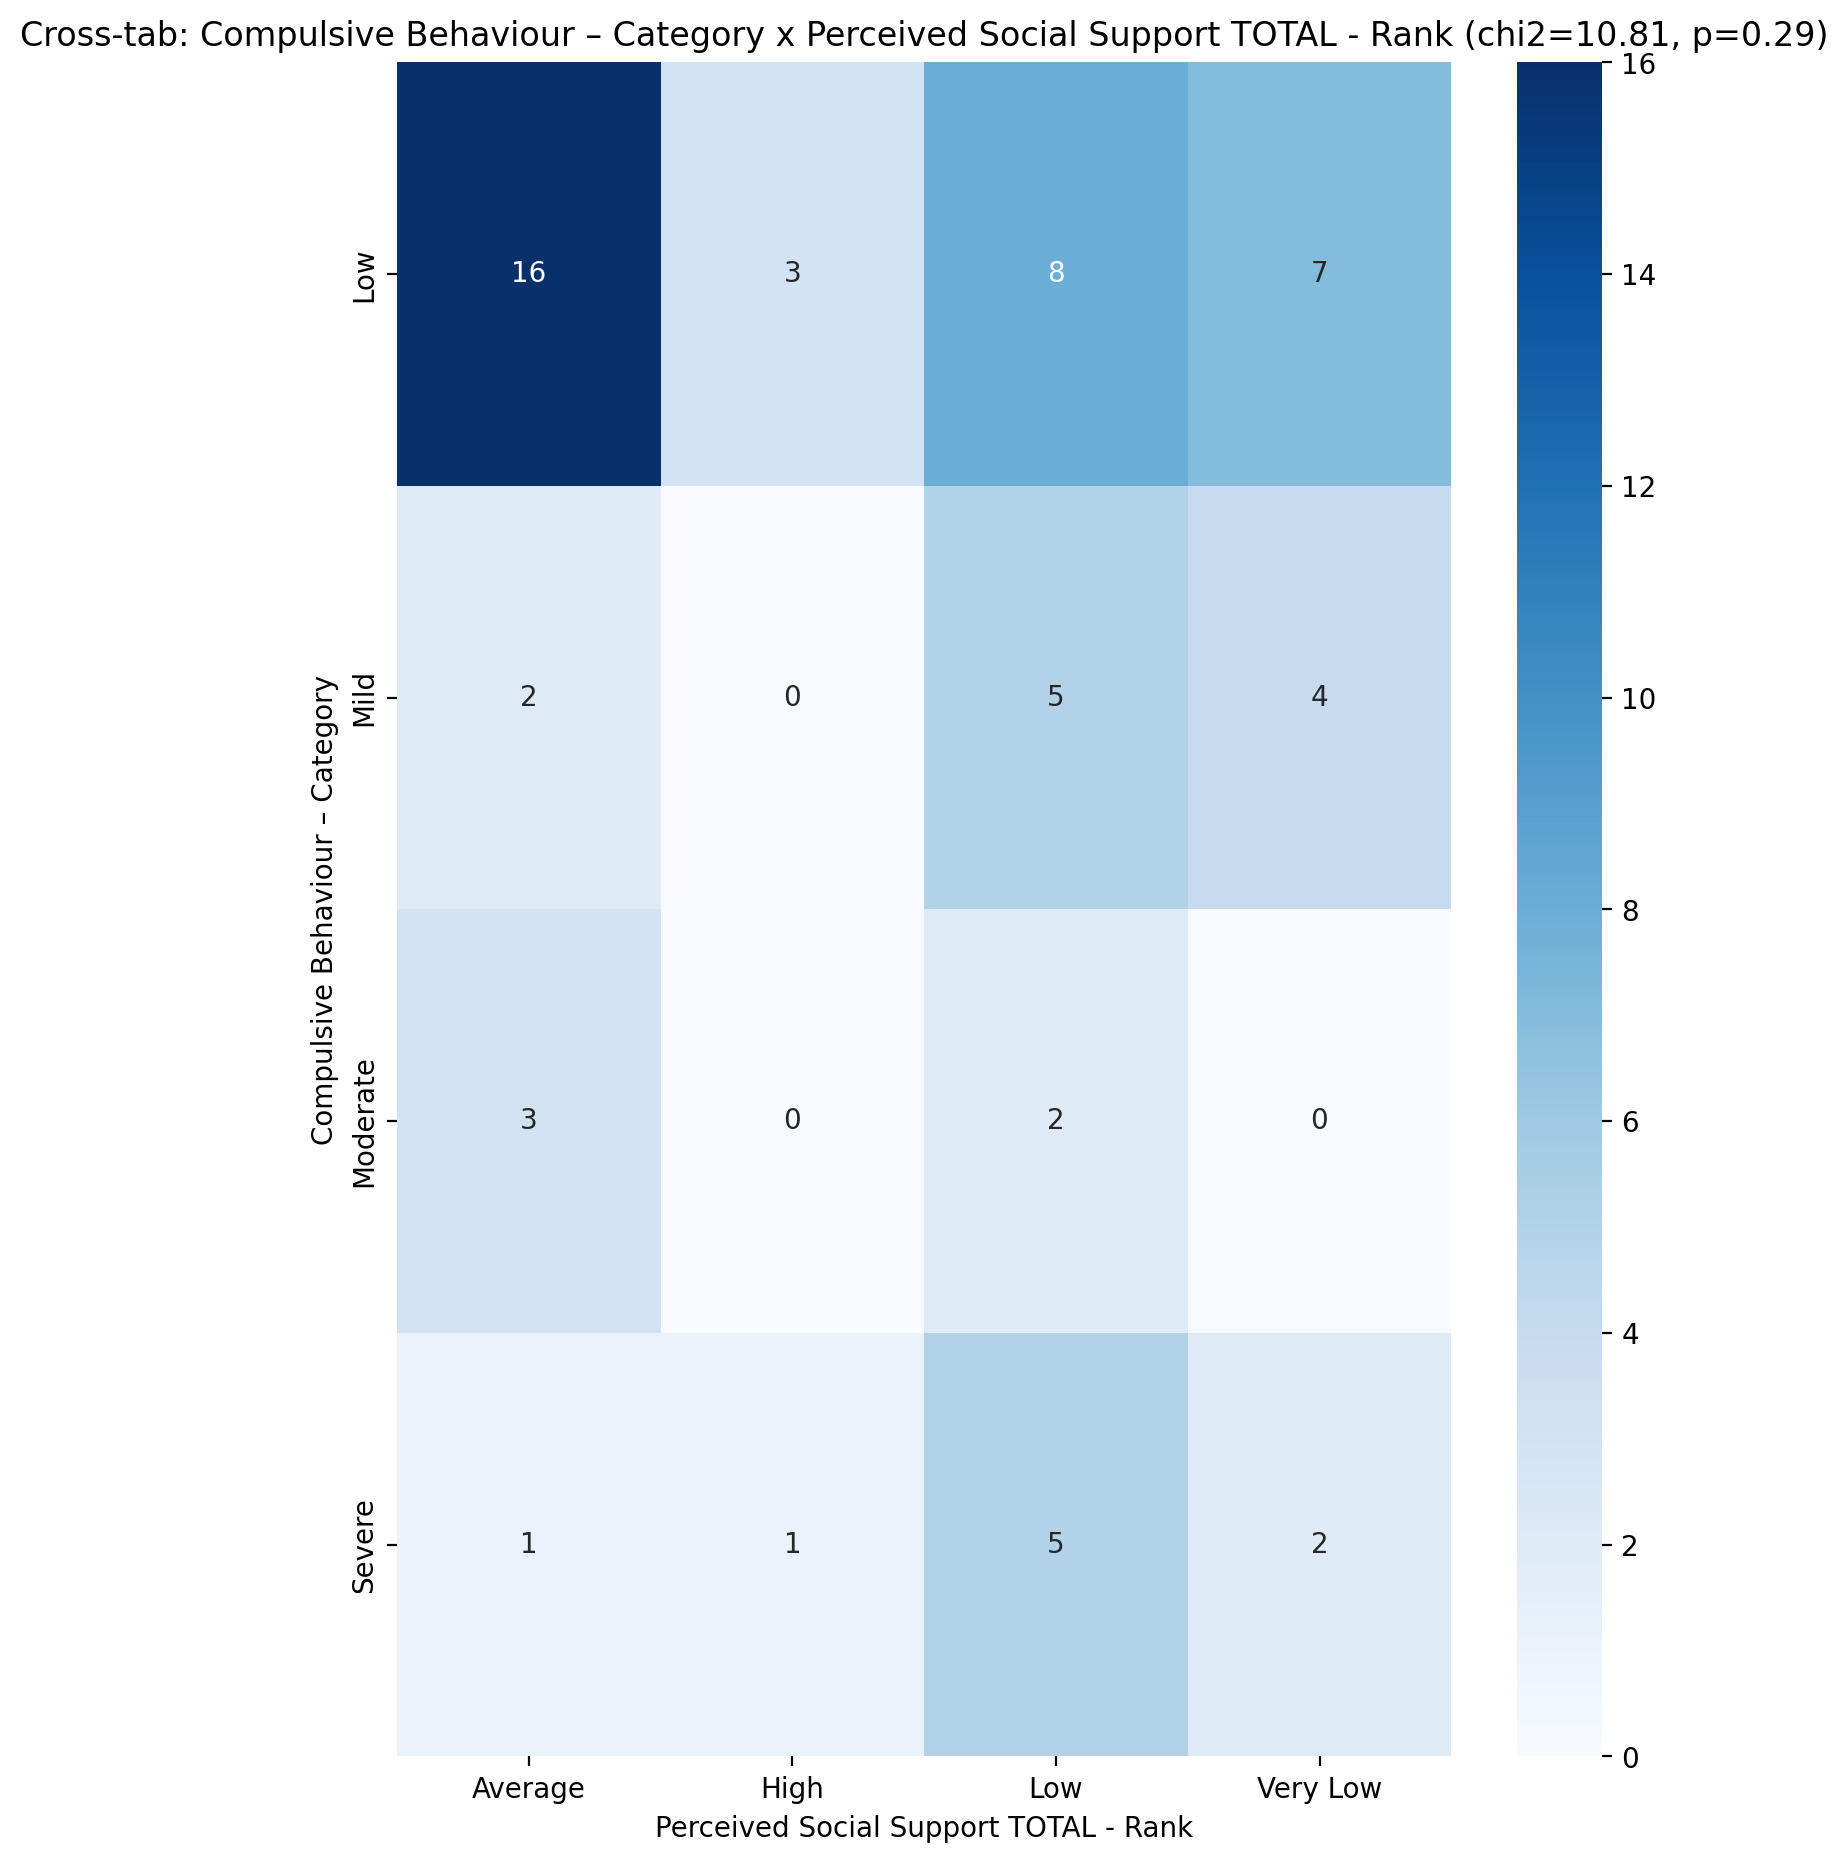 Cross-tab: Compulsive Behaviour – Category x Perceived Social Support TOTAL - Rank (chi2=10.81, p=0.29)
Compulsive Behaviour – Category
Low
16 3 8 7
Mild
2 0 5 4
Moderate
3 0 2 0
Severe
1 1 5 2
Average High Low Very Low
Perceived Social Support TOTAL - Rank
16
14
12
10
8
6
4
2
0